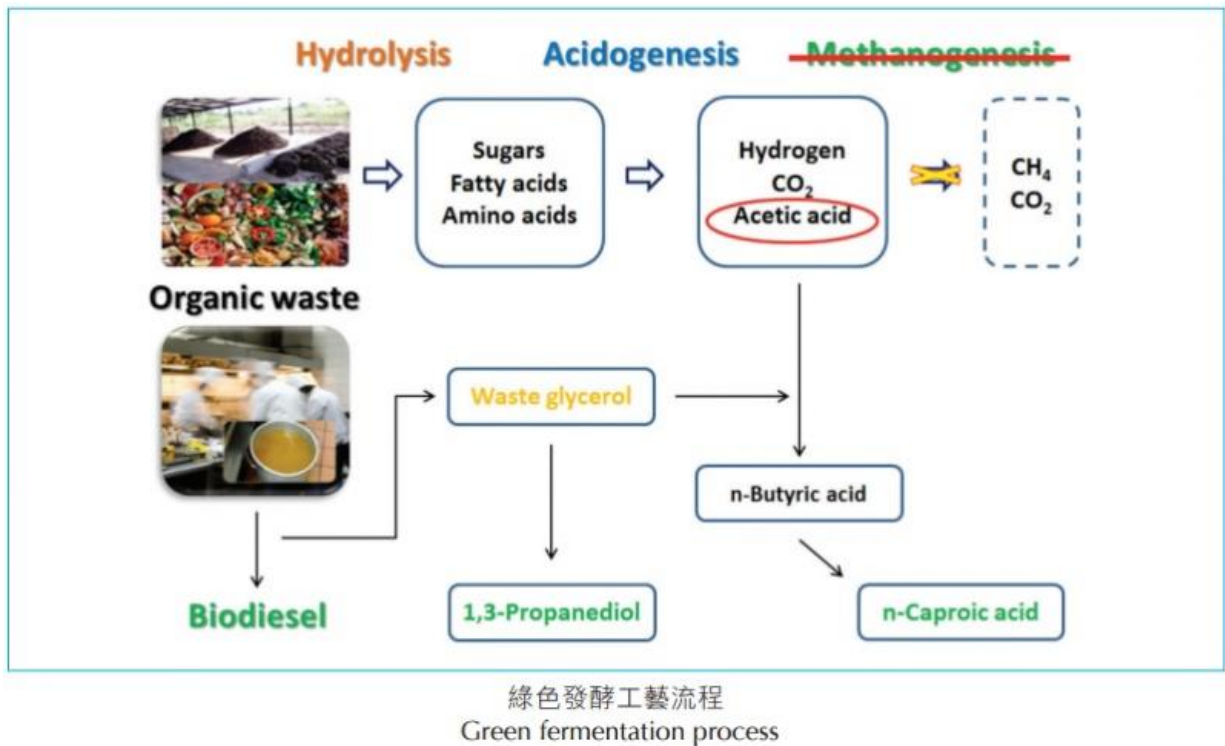 Hydrolysis
Acidogenesis
Methanogenesis
Sugars
Fatty acids
Amino acids
Hydrogen
CO₂
Acetic acid
CH₄
CO₂
Organic waste
Waste glycerol
n-Butyric acid
Biodiesel
1,3-Propanediol
n-Caproic acid
綠色發酵工藝流程
Green fermentation process